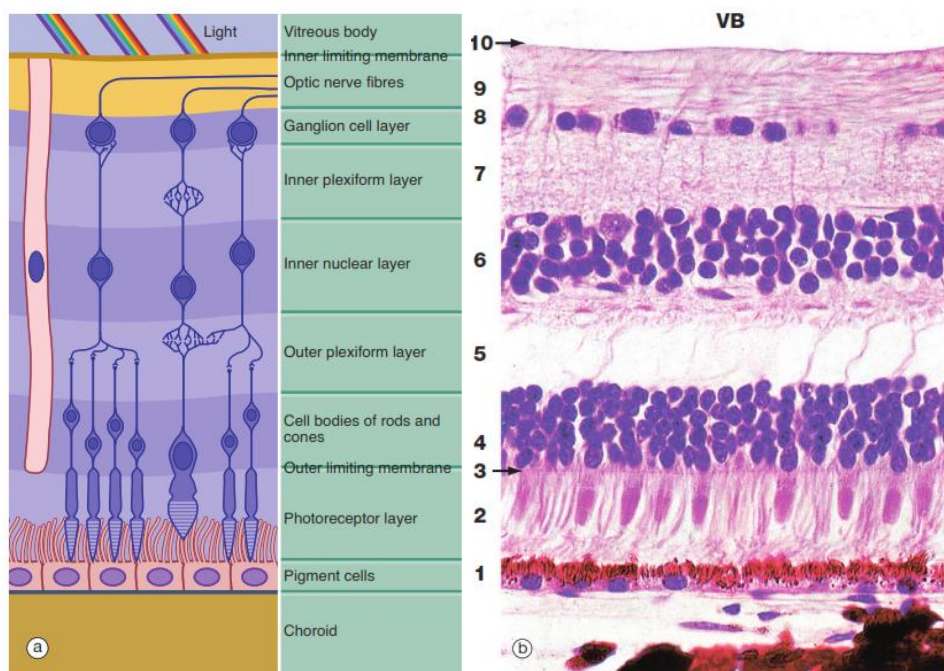 Light
Vitreous body
Inner limiting membrane
Optic nerve fibres
Ganglion cell layer
Inner plexiform layer
Inner nuclear layer
Outer plexiform layer
Cell bodies of rods and
cones
Outer limiting membrane
Photoreceptor layer
Pigment cells
Choroid
a
VB
10
9
8
7
6
5
4
3
2
1
b